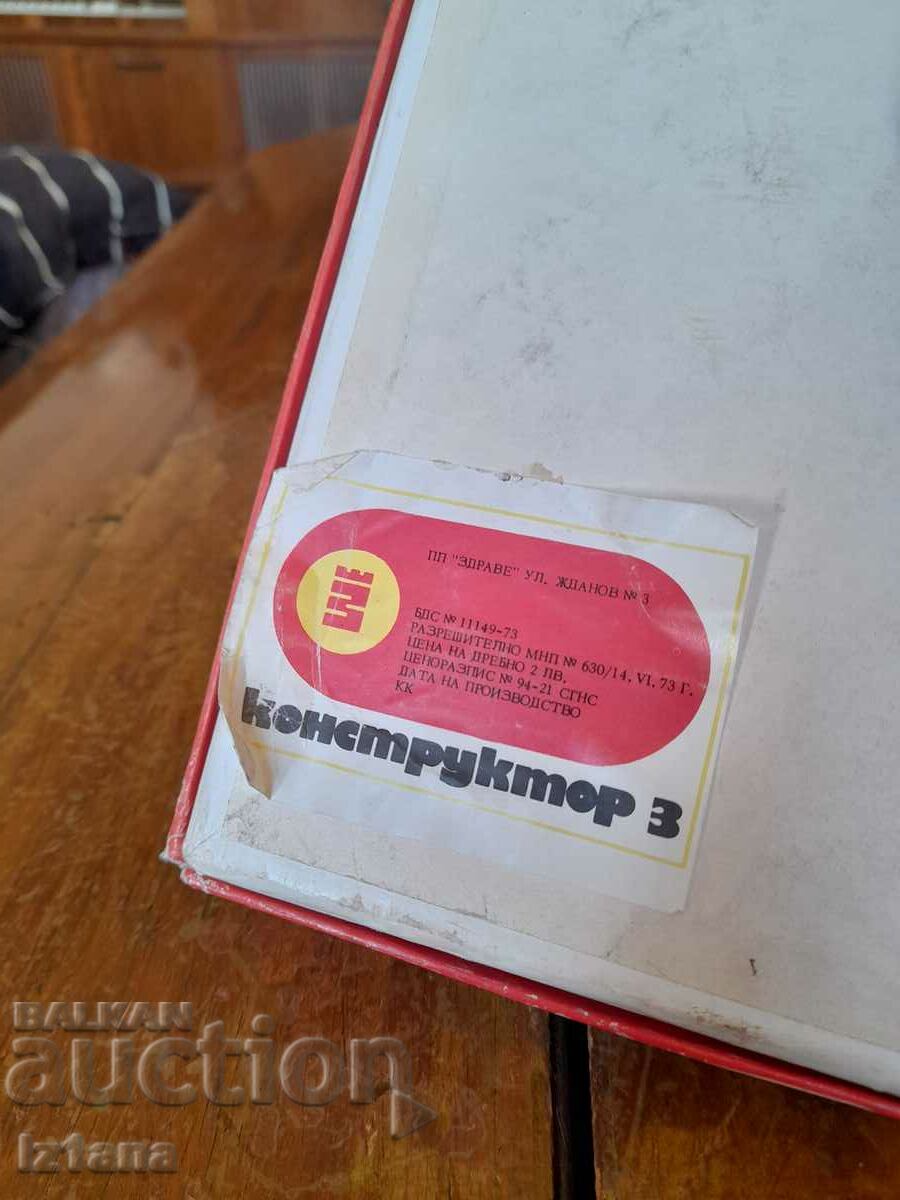 ПП "ЗДРАВЕ" УЛ. ЖДАНОВ № 3
БДС № 11149-73
РАЗРЕШИТЕЛНО МНП № 630/14. VI. 73 Г.
ЦЕНА НА ДРЕБНО 2 ЛВ.
ЦЕНОРАЗПИС № 94-21 СГНС
ДАТА НА ПРОИЗВОДСТВО
КК
конструктор 3
BALKAN
auction
iztana